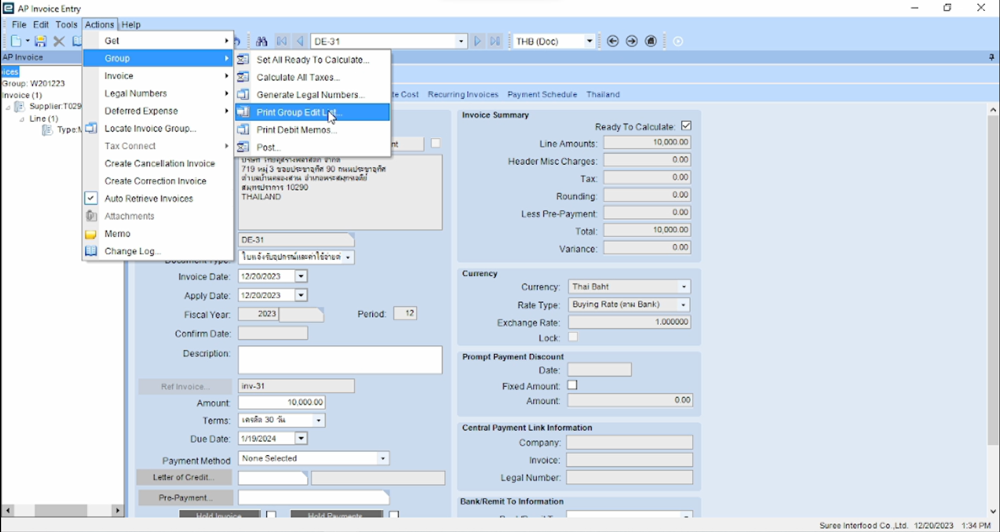 AP Invoice Entry
File Edit Tools Actions Help
DE-31
THB (Doc)
AP Invoice
ices
Group: W201223
Invoice (1)
Supplier:T029
Line (1)
Type:M
Get
Group
Invoice
Legal Numbers
Deferred Expense
Locate Invoice Group...
Tax Connect
Create Cancellation Invoice
Create Correction Invoice
Auto Retrieve Invoices
Attachments
Memo
Change Log...
Set All Ready To Calculate...
Calculate All Taxes...
Generate Legal Numbers...
Print Group Edit List...
Print Debit Memos...
Post...
te Cost Recurring Invoices Payment Schedule Thailand
nt
719 หมู่ 3 ซอยประชาอุทิศ 90 ถนนประชาอุทิศ
ตำบลบ้านคลองสวน อำเภอพระสมุทรเจดีย์
สมุทรปราการ 10290
THAILAND
DE-31
Document Type:
ใบแจ้งรับอุปกรณ์และค่าใช้จ่ายต่
Invoice Date: 12/20/2023
Apply Date: 12/20/2023
Fiscal Year: 2023 Period: 12
Confirm Date:
Description:
Ref Invoice... inv-31
Amount: 10,000.00
Terms: เครดิต 30 วัน
Due Date: 1/19/2024
Payment Method None Selected
Letter of Credit...
Pre-Payment...
Hold Invoice Hold Payments
Invoice Summary
Ready To Calculate:
Line Amounts: 10,000.00
Header Misc Charges: 0.00
Tax: 0.00
Rounding: 0.00
Less Pre-Payment: 0.00
Total: 10,000.00
Variance: 0.00
Currency
Currency: Thai Baht
Rate Type: Buying Rate (ตาม Bank)
Exchange Rate: 1.000000
Lock:
Prompt Payment Discount
Date:
Fixed Amount:
Amount: 0.00
Central Payment Link Information
Company:
Invoice:
Legal Number:
Bank/Remit To Information
Suree Interfood Co.,Ltd. 12/20/2023 1:34 PM